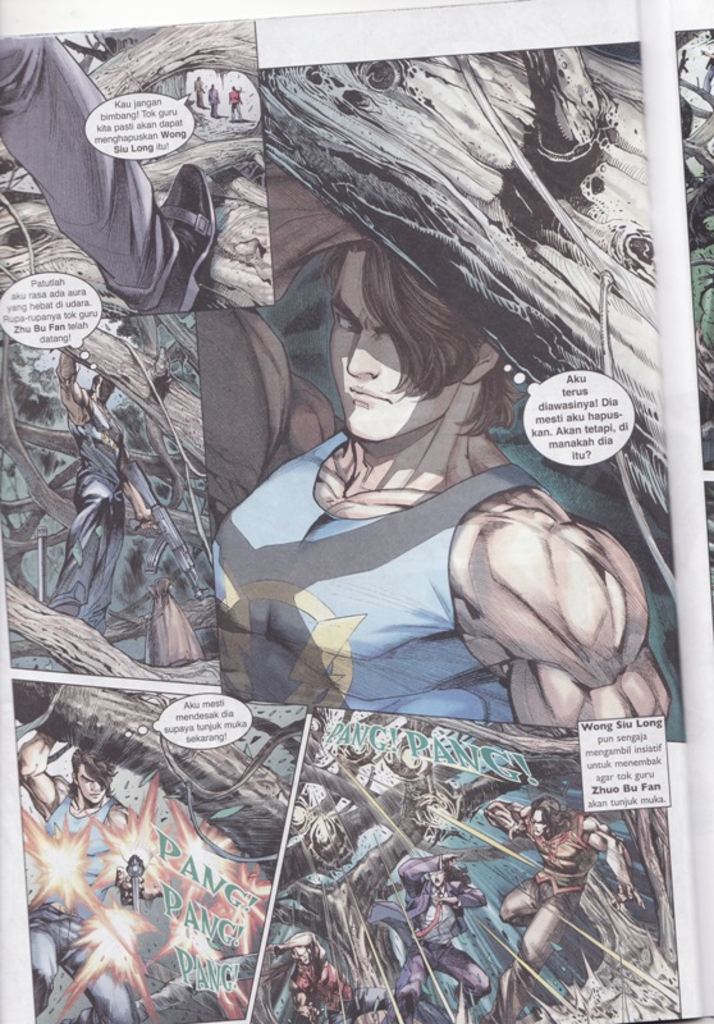 Kau jangan
bimbang! Tok guru
kita pasti akan dapat
menghapuskan Wong
Siu Long itu!
Patutlah
aku rasa ada aura
yang hebat di udara.
Rupa-rupanya tok guru
Zhu Bu Fan telah
datang!
Aku
terus
diawasinya! Dia
mesti aku hapus-
kan. Akan tetapi, di
manakah dia
itu?
Aku mesti
mendesak dia
supaya tunjuk muka
sekarang!
PANG!
PANG!
PANG!
PANG! PANG!
Wong Siu Long
pun sengaja
mengambil insiatif
untuk menembak
agar tok guru
Zhuo Bu Fan
akan tunjuk muka.